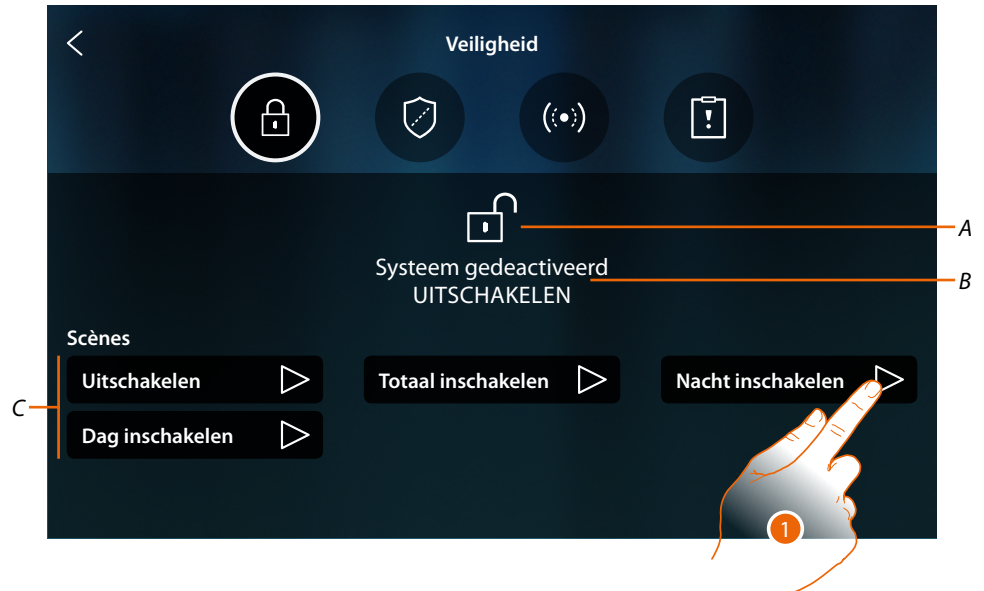 Veiligheid
A
Systeem gedeactiveerd
B
UITSCHAKELEN
Scènes
Uitschakelen
Totaal inschakelen
Nacht inschakelen
C
Dag inschakelen
1